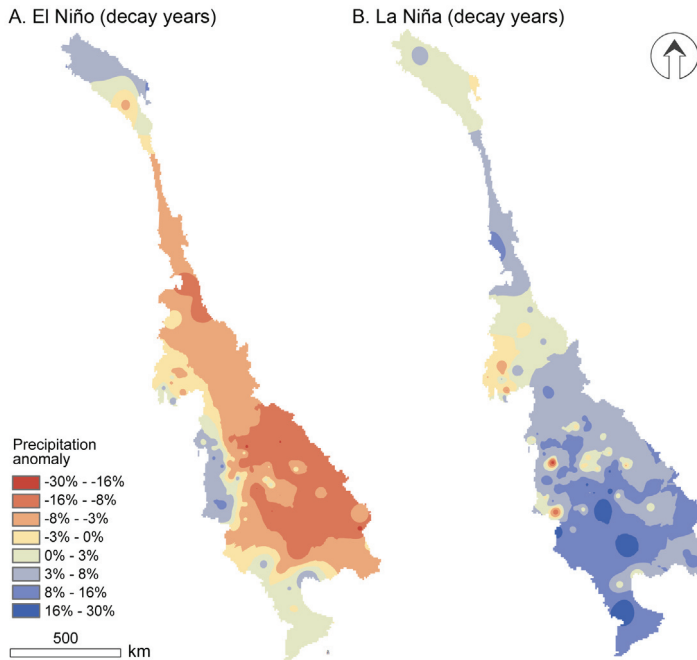 A. El Niño (decay years)
B. La Niña (decay years)
Precipitation
anomaly
-30% - -16%
-16% - -8%
-8% - -3%
-3% - 0%
0% - 3%
3% - 8%
8% - 16%
16% - 30%
500
km